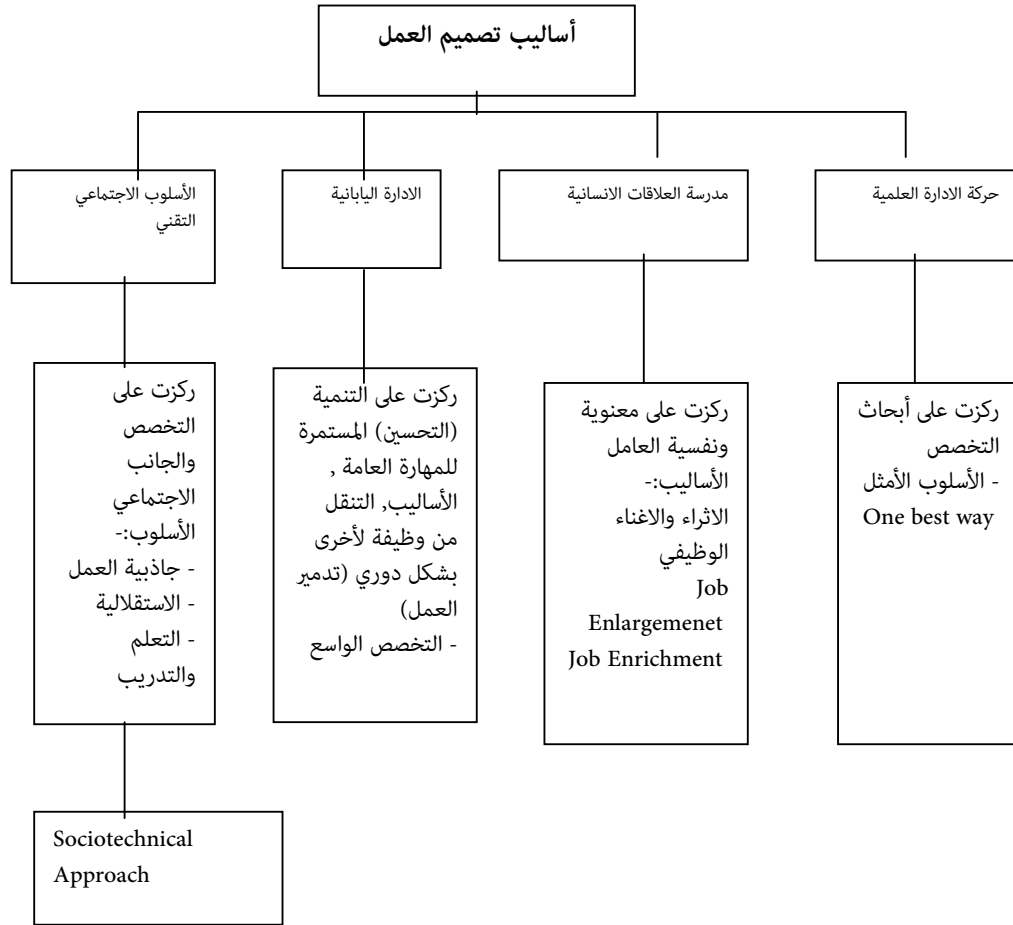 أساليب تصميم العمل
حركة الادارة العلمية
مدرسة العلاقات الانسانية
الادارة اليابانية
الأسلوب الاجتماعي
التقني
ركزت على أبحاث
التخصص
- الأسلوب الأمثل
One best way
ركزت على معنوية
ونفسية العامل
الأساليب:-
الاثراء والاغناء
الوظيفي
Job
Enlargemenet
Job Enrichment
ركزت على التنمية
(التحسين) المستمرة
للمهارة العامة ,
الأساليب, التنقل
من وظيفة لأخرى
بشكل دوري (تدمير
العمل)
- التخصص الواسع
ركزت على
التخصص
والجانب
الاجتماعي
الأسلوب:-
- جاذبية العمل
- الاستقلالية
- التعلم
والتدريب
Sociotechnical
Approach